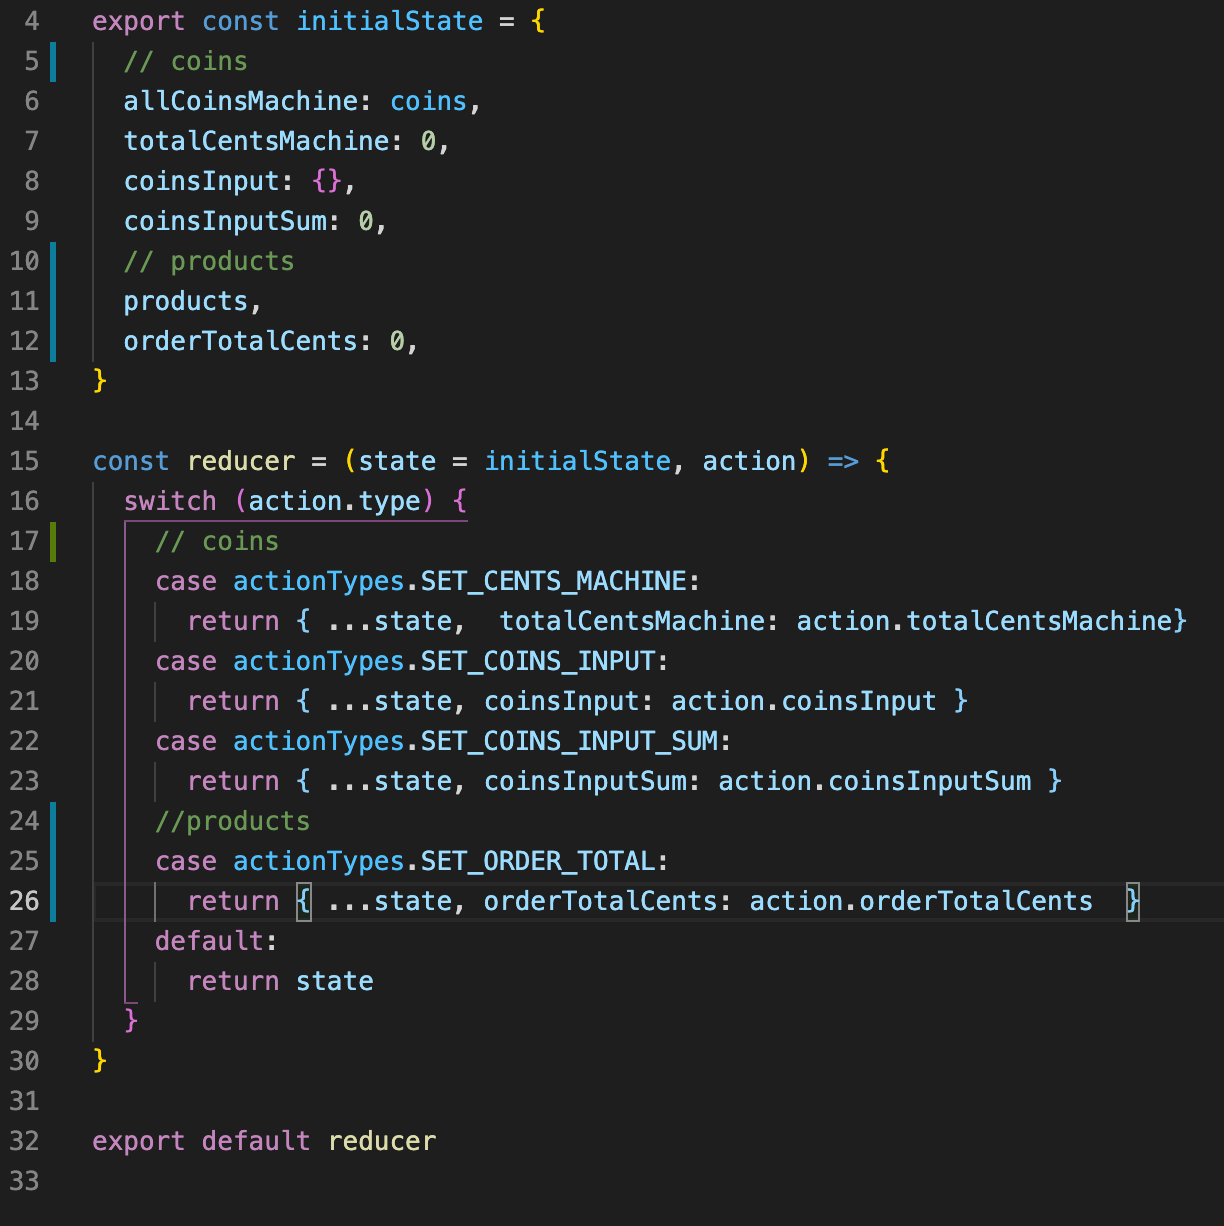 4 export const initialState = {
5 // coins
6 allCoinsMachine: coins,
7 totalCentsMachine: 0,
8 coinsInput: {},
9 coinsInputSum: 0,
10 // products
11 products,
12 orderTotalCents: 0,
13 }
14
15 const reducer = (state = initialState, action) => {
16 switch (action.type) {
17 // coins
18 case actionTypes.SET_CENTS_MACHINE:
19 return { ...state,  totalCentsMachine: action.totalCentsMachine}
20 case actionTypes.SET_COINS_INPUT:
21 return { ...state, coinsInput: action.coinsInput }
22 case actionTypes.SET_COINS_INPUT_SUM:
23 return { ...state, coinsInputSum: action.coinsInputSum }
24 //products
25 case actionTypes.SET_ORDER_TOTAL:
26 return { ...state, orderTotalCents: action.orderTotalCents  }
27 default:
28 return state
29 }
30 }
31
32 export default reducer
33